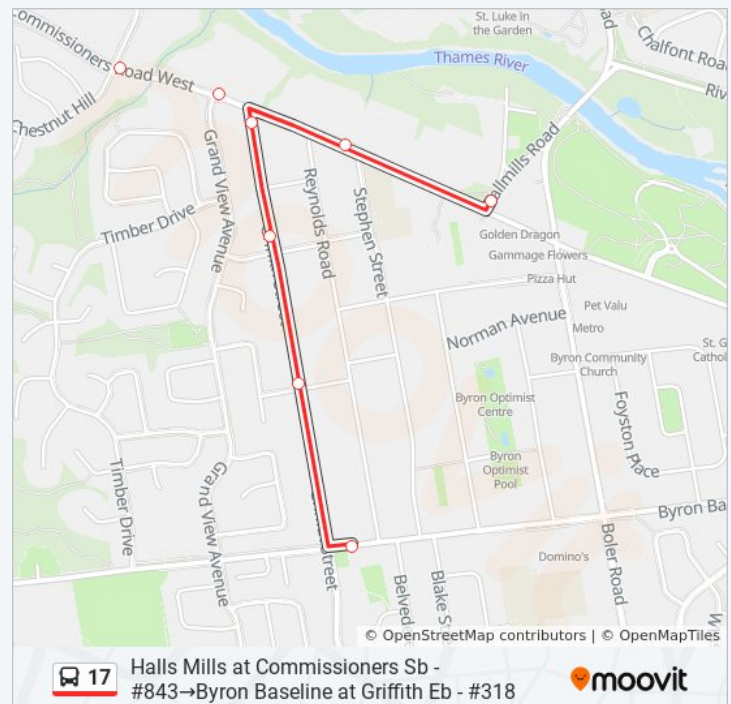 Commissioners Road West
St. Luke in
the Garden
Thames River
Chalfont Road
Chestnut Hill
Grand View Avenue
Timber Drive
Reynolds Road
Stephen Street
Golden Dragon
Gammage Flowers
Pizza Hut
Pet Valu
Metro
Norman Avenue
Byron Community
Church
Byron Optimist
Centre
Byron
Optimist
Pool
Foyston Place
Timber Drive
Grand View Avenue
Byron Ba
Domino's
Boler Road
Blake S
Belved
© OpenStreetMap contributors | © OpenMapTiles
17
Halls Mills at Commissioners Sb -
#843→Byron Baseline at Griffith Eb - #318
moovit